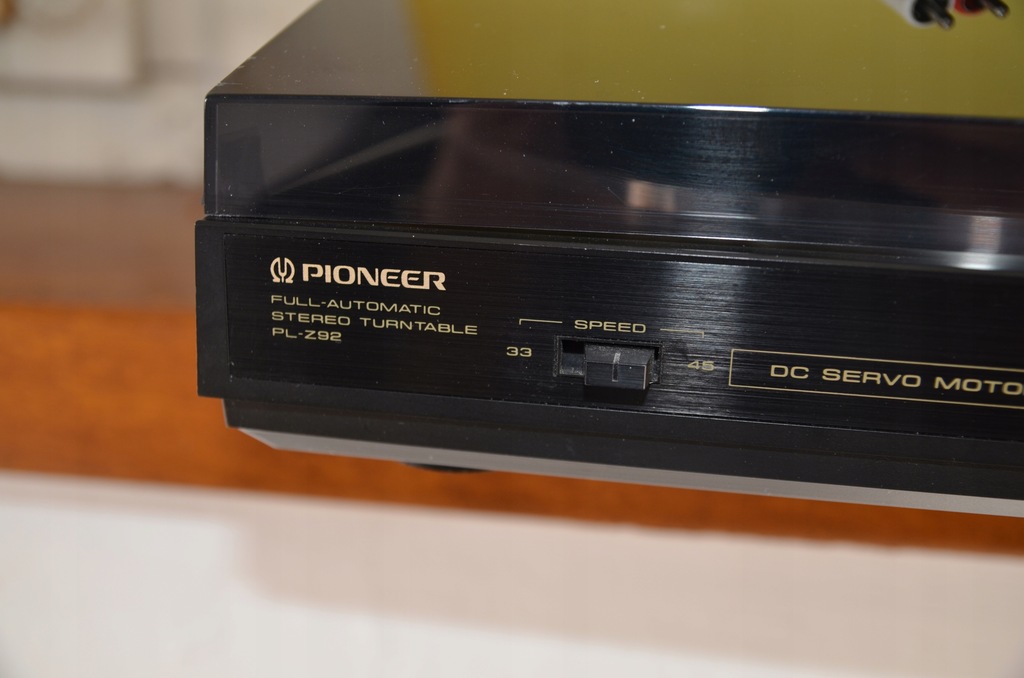 PIONEER
FULL-AUTOMATIC
STEREO TURNTABLE
PL-Z92
SPEED
33
45
DC SERVO MOTO